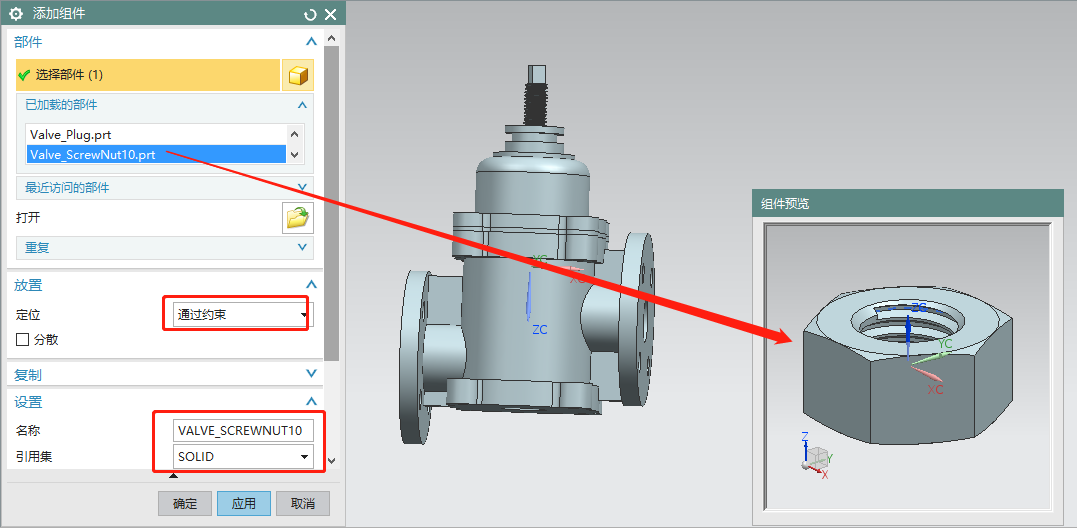 添加组件
部件
选择部件 (1)
已加载的部件
Valve_Plug.prt
Valve_ScrewNut10.prt
最近访问的部件
打开
重复
放置
定位 通过约束
分散
复制
设置
名称 VALVE_SCREWNUT10
引用集 SOLID
确定 应用 取消
YC
XC
ZC
组件预览
ZC
YC
XC
Z
Y
X